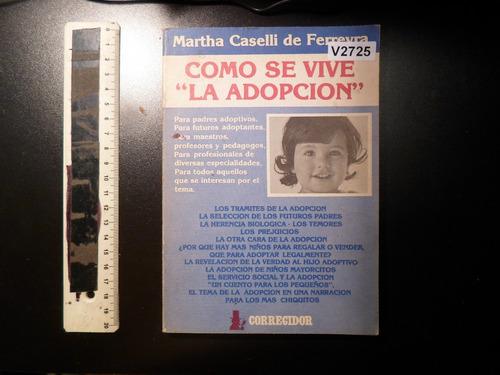 Martha Caselli de Ferreyra
V2725
COMO SE VIVE
"LA ADOPCION"
Para padres adoptivos.
Para futuros adoptantes.
Para maestros,
profesores y pedagogos.
Para profesionales de
diversas especialidades.
Para todos aquellos
que se interesan por el
tema.
LOS TRAMITES DE LA ADOPCION
LA SELECCION DE LOS FUTUROS PADRES
LA HERENCIA BIOLOGICA - LOS TEMORES
LOS PREJUICIOS
LA OTRA CARA DE LA ADOPCION
¿POR QUE HAY MAS NIÑOS PARA REGALAR O VENDER,
QUE PARA ADOPTAR LEGALMENTE?
LA REVELACION DE LA VERDAD AL HIJO ADOPTIVO
LA ADOPCION DE NIÑOS MAYORCITOS
EL SERVICIO SOCIAL Y LA ADOPCION
"UN CUENTO PARA LOS PEQUEÑOS".
EL TEMA DE LA ADOPCION EN UNA NARRACION
PARA LOS MAS CHIQUITOS
CORREGIDOR